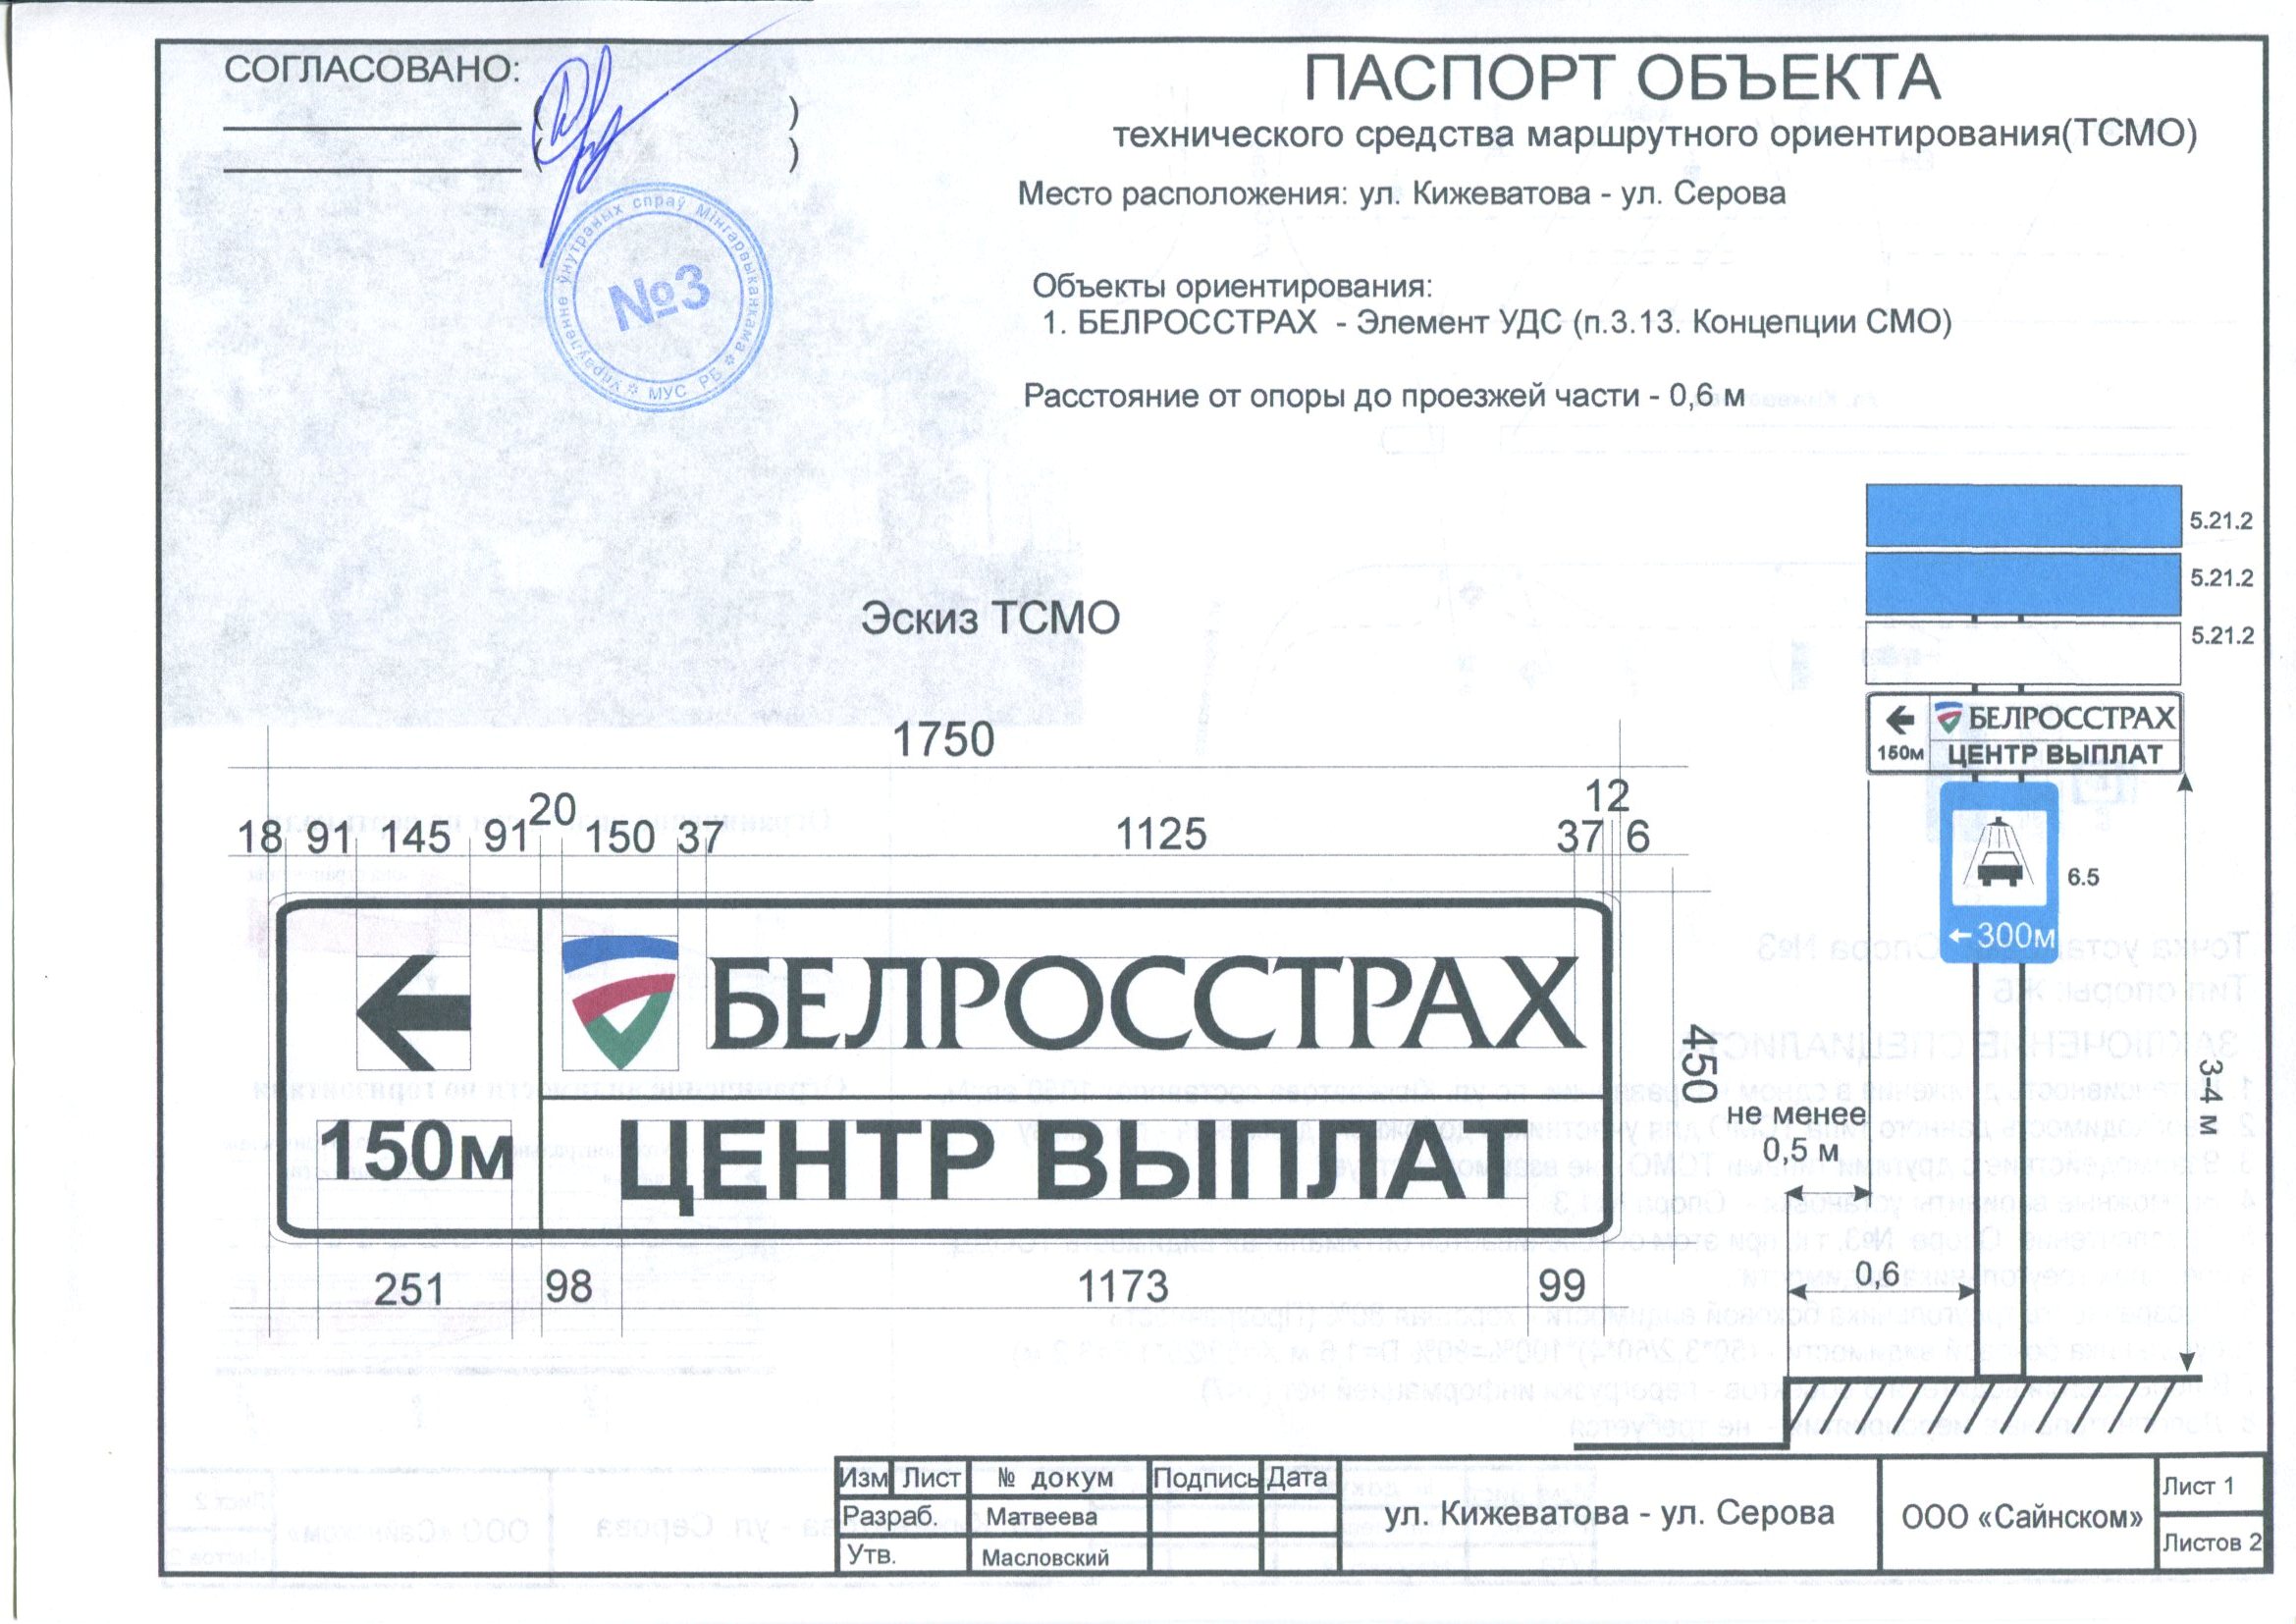 СОГЛАСОВАНО:
( )
( )
ўнутраных спраў Мінгарвыканкама * МУС РБ * упраўленне
№3
ПАСПОРТ ОБЪЕКТА
технического средства маршрутного ориентирования(ТСМО)
Место расположения: ул. Кижеватова - ул. Серова
Объекты ориентирования:
1. БЕЛРОССТРАХ - Элемент УДС (п.3.13. Концепции СМО)
Расстояние от опоры до проезжей части - 0,6 м
Эскиз ТСМО
5.21.2
5.21.2
5.21.2
БЕЛРОССТРАХ
150м ЦЕНТР ВЫПЛАТ
6.5
300м
3-4 м
не менее
0,5 м
0,6
1750
20 12
18 91 145 91 150 37 1125 37 6
БЕЛРОССТРАХ
450
150м ЦЕНТР ВЫПЛАТ
251 98 1173 99
Изм Лист № докум Подпись Дата
Разраб. Матвеева
Утв. Масловский
ул. Кижеватова - ул. Серова
ООО «Сайнском»
Лист 1
Листов 2